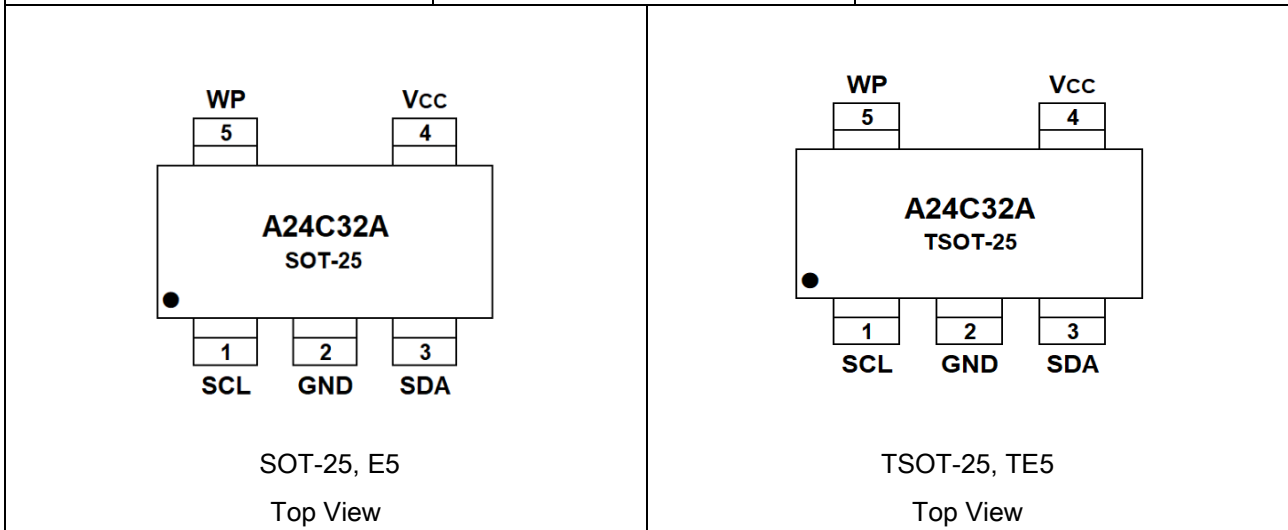 WP VCC
5 4
A24C32A
SOT-25
1 2 3
SCL GND SDA
SOT-25, E5
Top View
WP VCC
5 4
A24C32A
TSOT-25
1 2 3
SCL GND SDA
TSOT-25, TE5
Top View